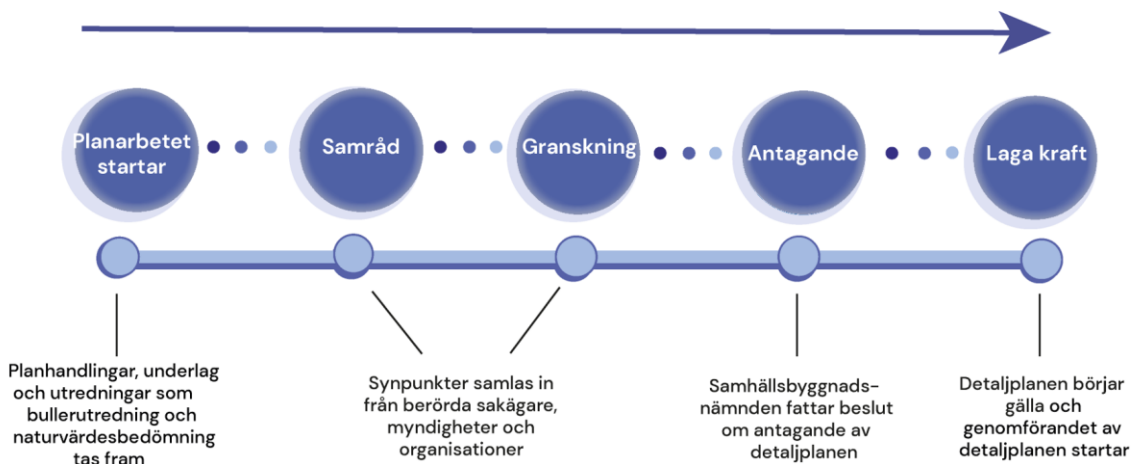 Planarbetet
startar
Samråd
Granskning
Antagande
Laga kraft
Planhandlingar, underlag
och utredningar som
bullerutredning och
naturvärdesbedömning
tas fram
Synpunkter samlas in
från berörda sakägare,
myndigheter och
organisationer
Samhällsbyggnads-
nämnden fattar beslut
om antagande av
detaljplanen
Detaljplanen börjar
gälla och
genomförandet av
detaljplanen startar